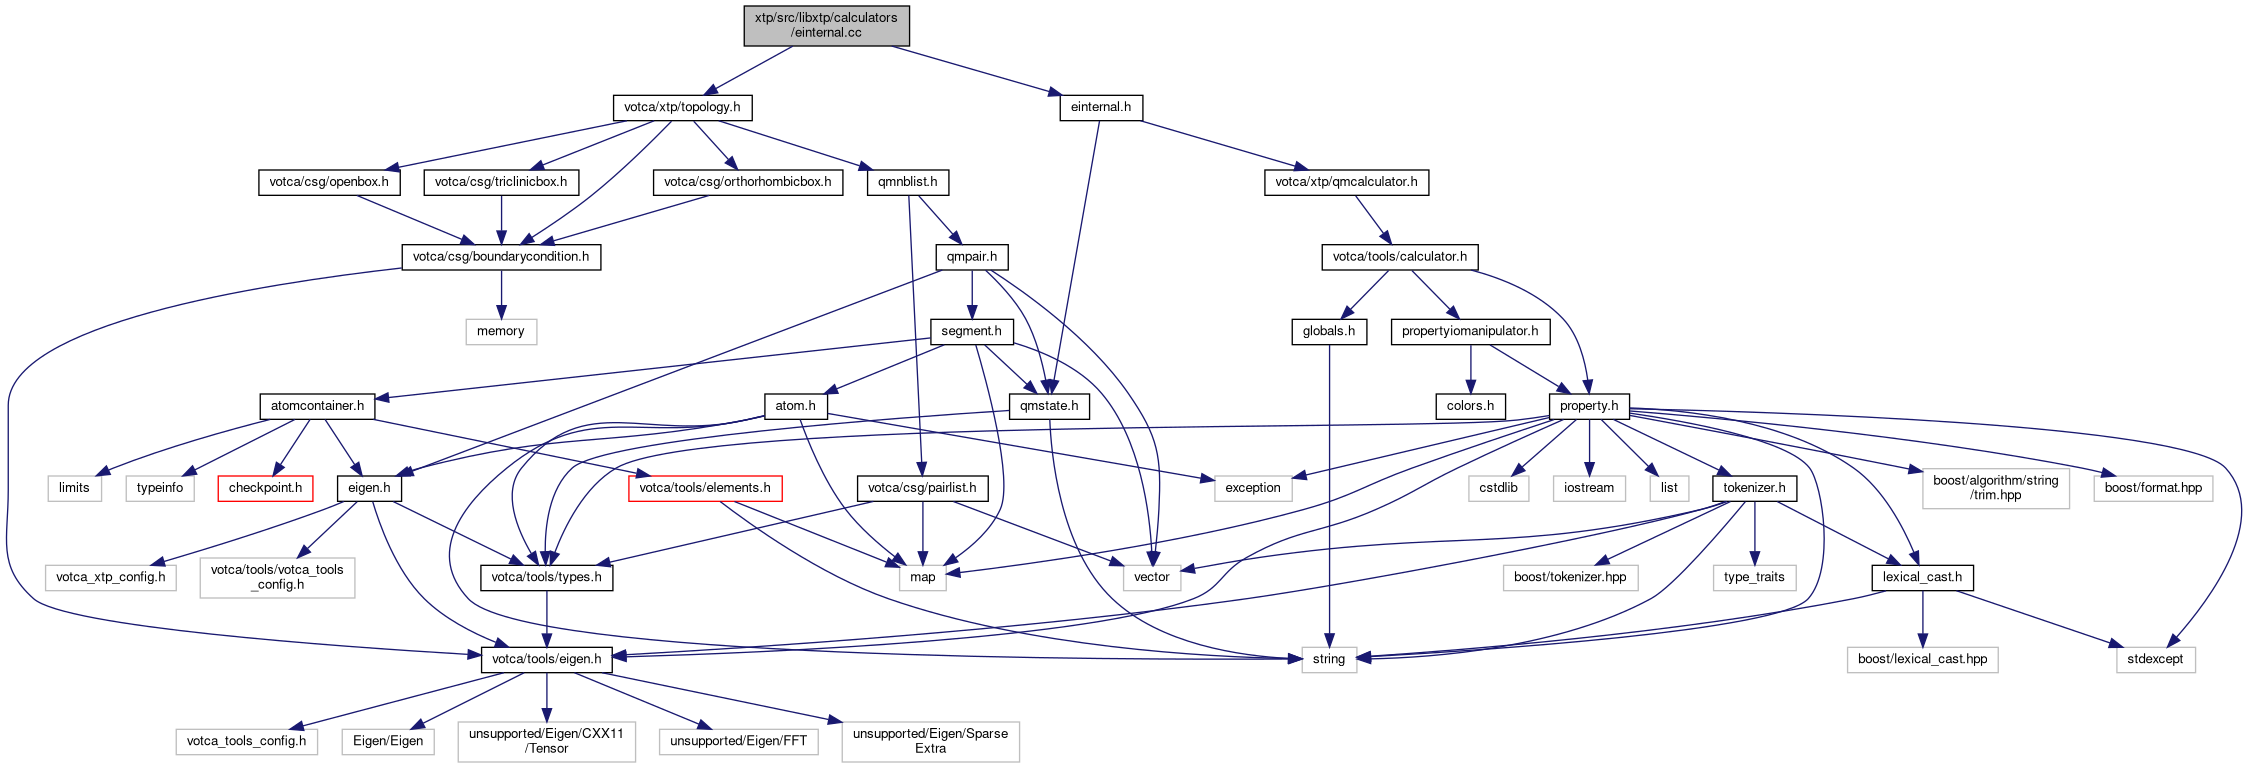 xtp/src/libxtp/calculators
/einternal.cc
votca/xtp/topology.h
einternal.h
votca/csg/openbox.h
votca/csg/triclinicbox.h
votca/csg/orthorhombicbox.h
qmnblist.h
votca/xtp/qmcalculator.h
votca/csg/boundarycondition.h
qmpair.h
votca/tools/calculator.h
memory
segment.h
globals.h
propertyiomanipulator.h
atomcontainer.h
atom.h
qmstate.h
colors.h
property.h
limits
typeinfo
checkpoint.h
eigen.h
votca/tools/elements.h
votca/csg/pairlist.h
exception
cstdlib
iostream
list
tokenizer.h
boost/algorithm/string
/trim.hpp
boost/format.hpp
votca_xtp_config.h
votca/tools/votca_tools
_config.h
votca/tools/types.h
map
vector
boost/tokenizer.hpp
type_traits
lexical_cast.h
votca/tools/eigen.h
string
boost/lexical_cast.hpp
stdexcept
votca_tools_config.h
Eigen/Eigen
unsupported/Eigen/CXX11
/Tensor
unsupported/Eigen/FFT
unsupported/Eigen/Sparse
Extra